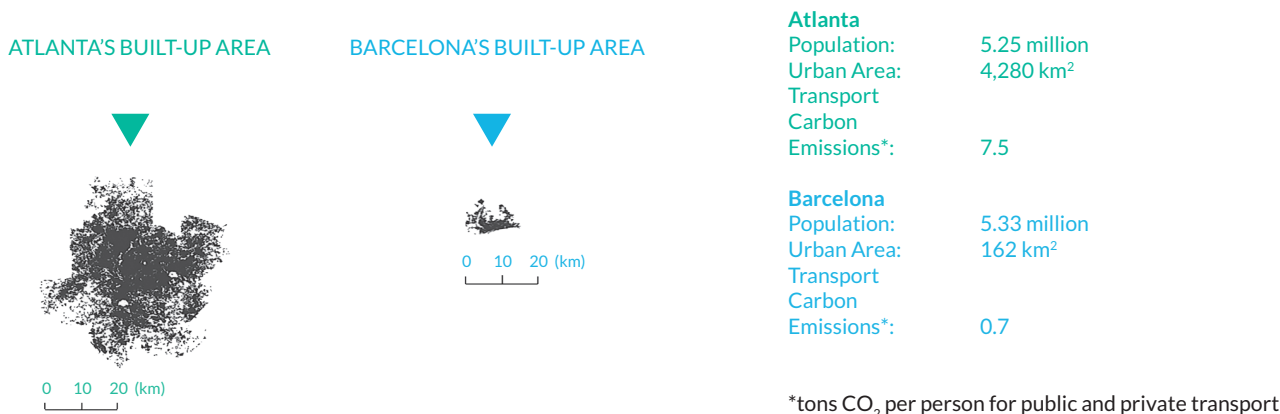 ATLANTA'S BUILT-UP AREA
0 10 20 (km)
BARCELONA'S BUILT-UP AREA
0 10 20 (km)
Atlanta
Population: 5.25 million
Urban Area: 4,280 km²
Transport
Carbon
Emissions*: 7.5
Barcelona
Population: 5.33 million
Urban Area: 162 km²
Transport
Carbon
Emissions*: 0.7
*tons CO₂ per person for public and private transport